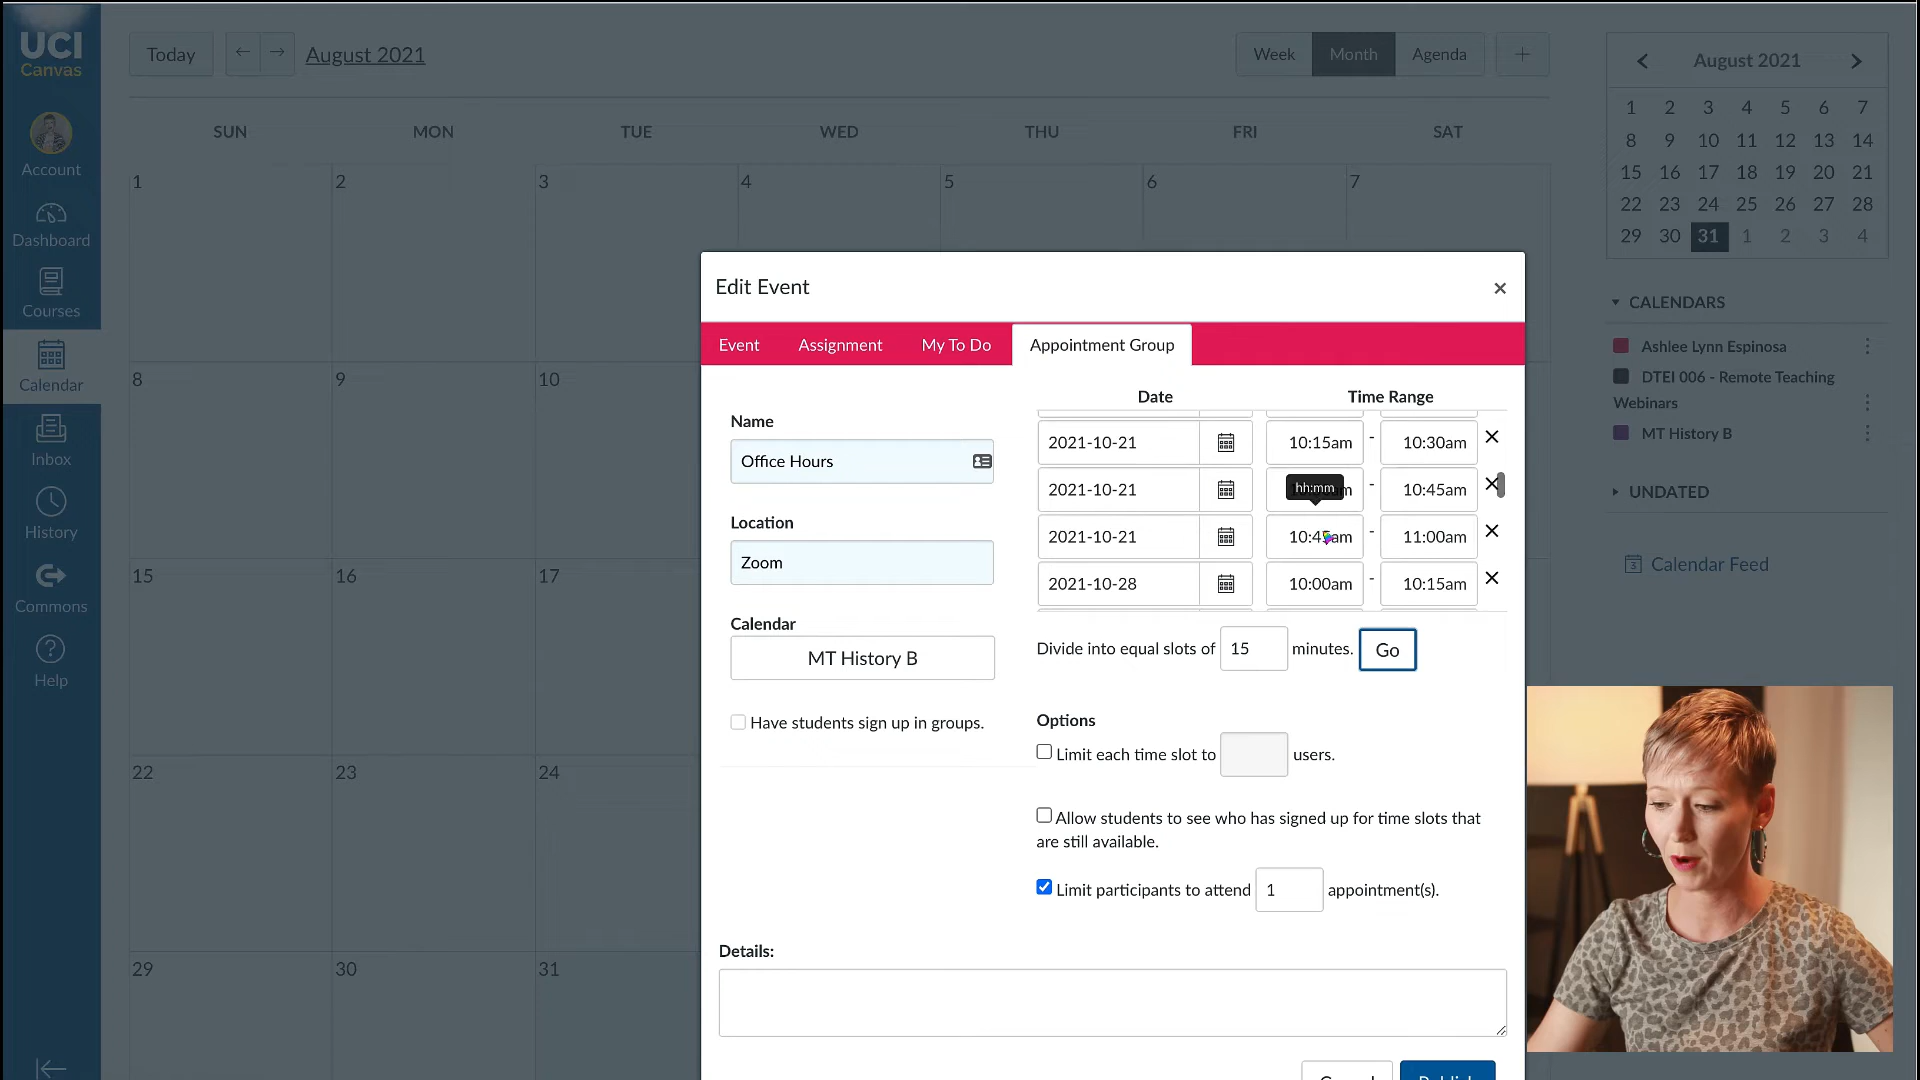 UCI
Canvas
Account
Dashboard
Courses
Calendar
Inbox
History
Commons
Help
Today
August 2021
Week
Month
Agenda
SUN MON TUE WED THU FRI SAT
1 2 3 4 5 6 7
8 9 10
15 16 17
22 23 24
29 30 31
Edit Event
Event
Assignment
My To Do
Appointment Group
Name
Office Hours
Location
Zoom
Calendar
MT History B
Have students sign up in groups.
Date Time Range
2021-10-21 10:15am - 10:30am
2021-10-21 - 10:45am
hh:mm
2021-10-21 10:45am - 11:00am
2021-10-28 10:00am - 10:15am
Divide into equal slots of 15 minutes. Go
Options
Limit each time slot to users.
Allow students to see who has signed up for time slots that
are still available.
Limit participants to attend 1 appointment(s).
Details:
August 2021
1 2 3 4 5 6 7
8 9 10 11 12 13 14
15 16 17 18 19 20 21
22 23 24 25 26 27 28
29 30 31 1 2 3 4
CALENDARS
Ashlee Lynn Espinosa
DTEI 006 - Remote Teaching
Webinars
MT History B
UNDATED
3 Calendar Feed